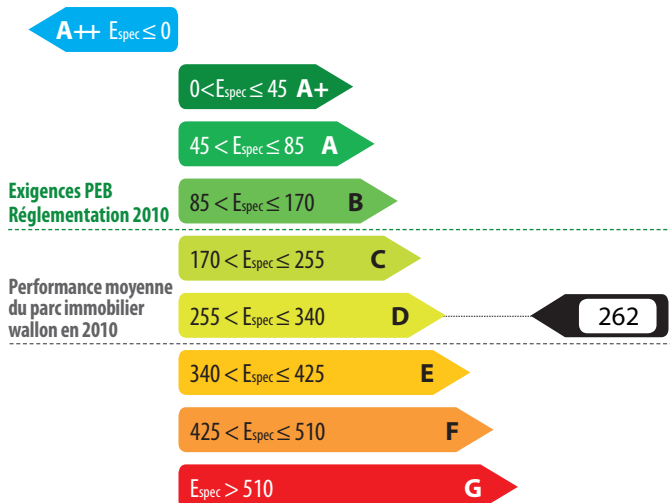 A++ Espec ≤ 0
0<Espec ≤ 45 A+
45 < Espec ≤ 85 A
Exigences PEB
Réglementation 2010
85 < Espec ≤ 170 B
170 < Espec ≤ 255 C
Performance moyenne
du parc immobilier
wallon en 2010
255 < Espec ≤ 340 D
262
340 < Espec ≤ 425 E
425 < Espec ≤ 510 F
Espec > 510 G